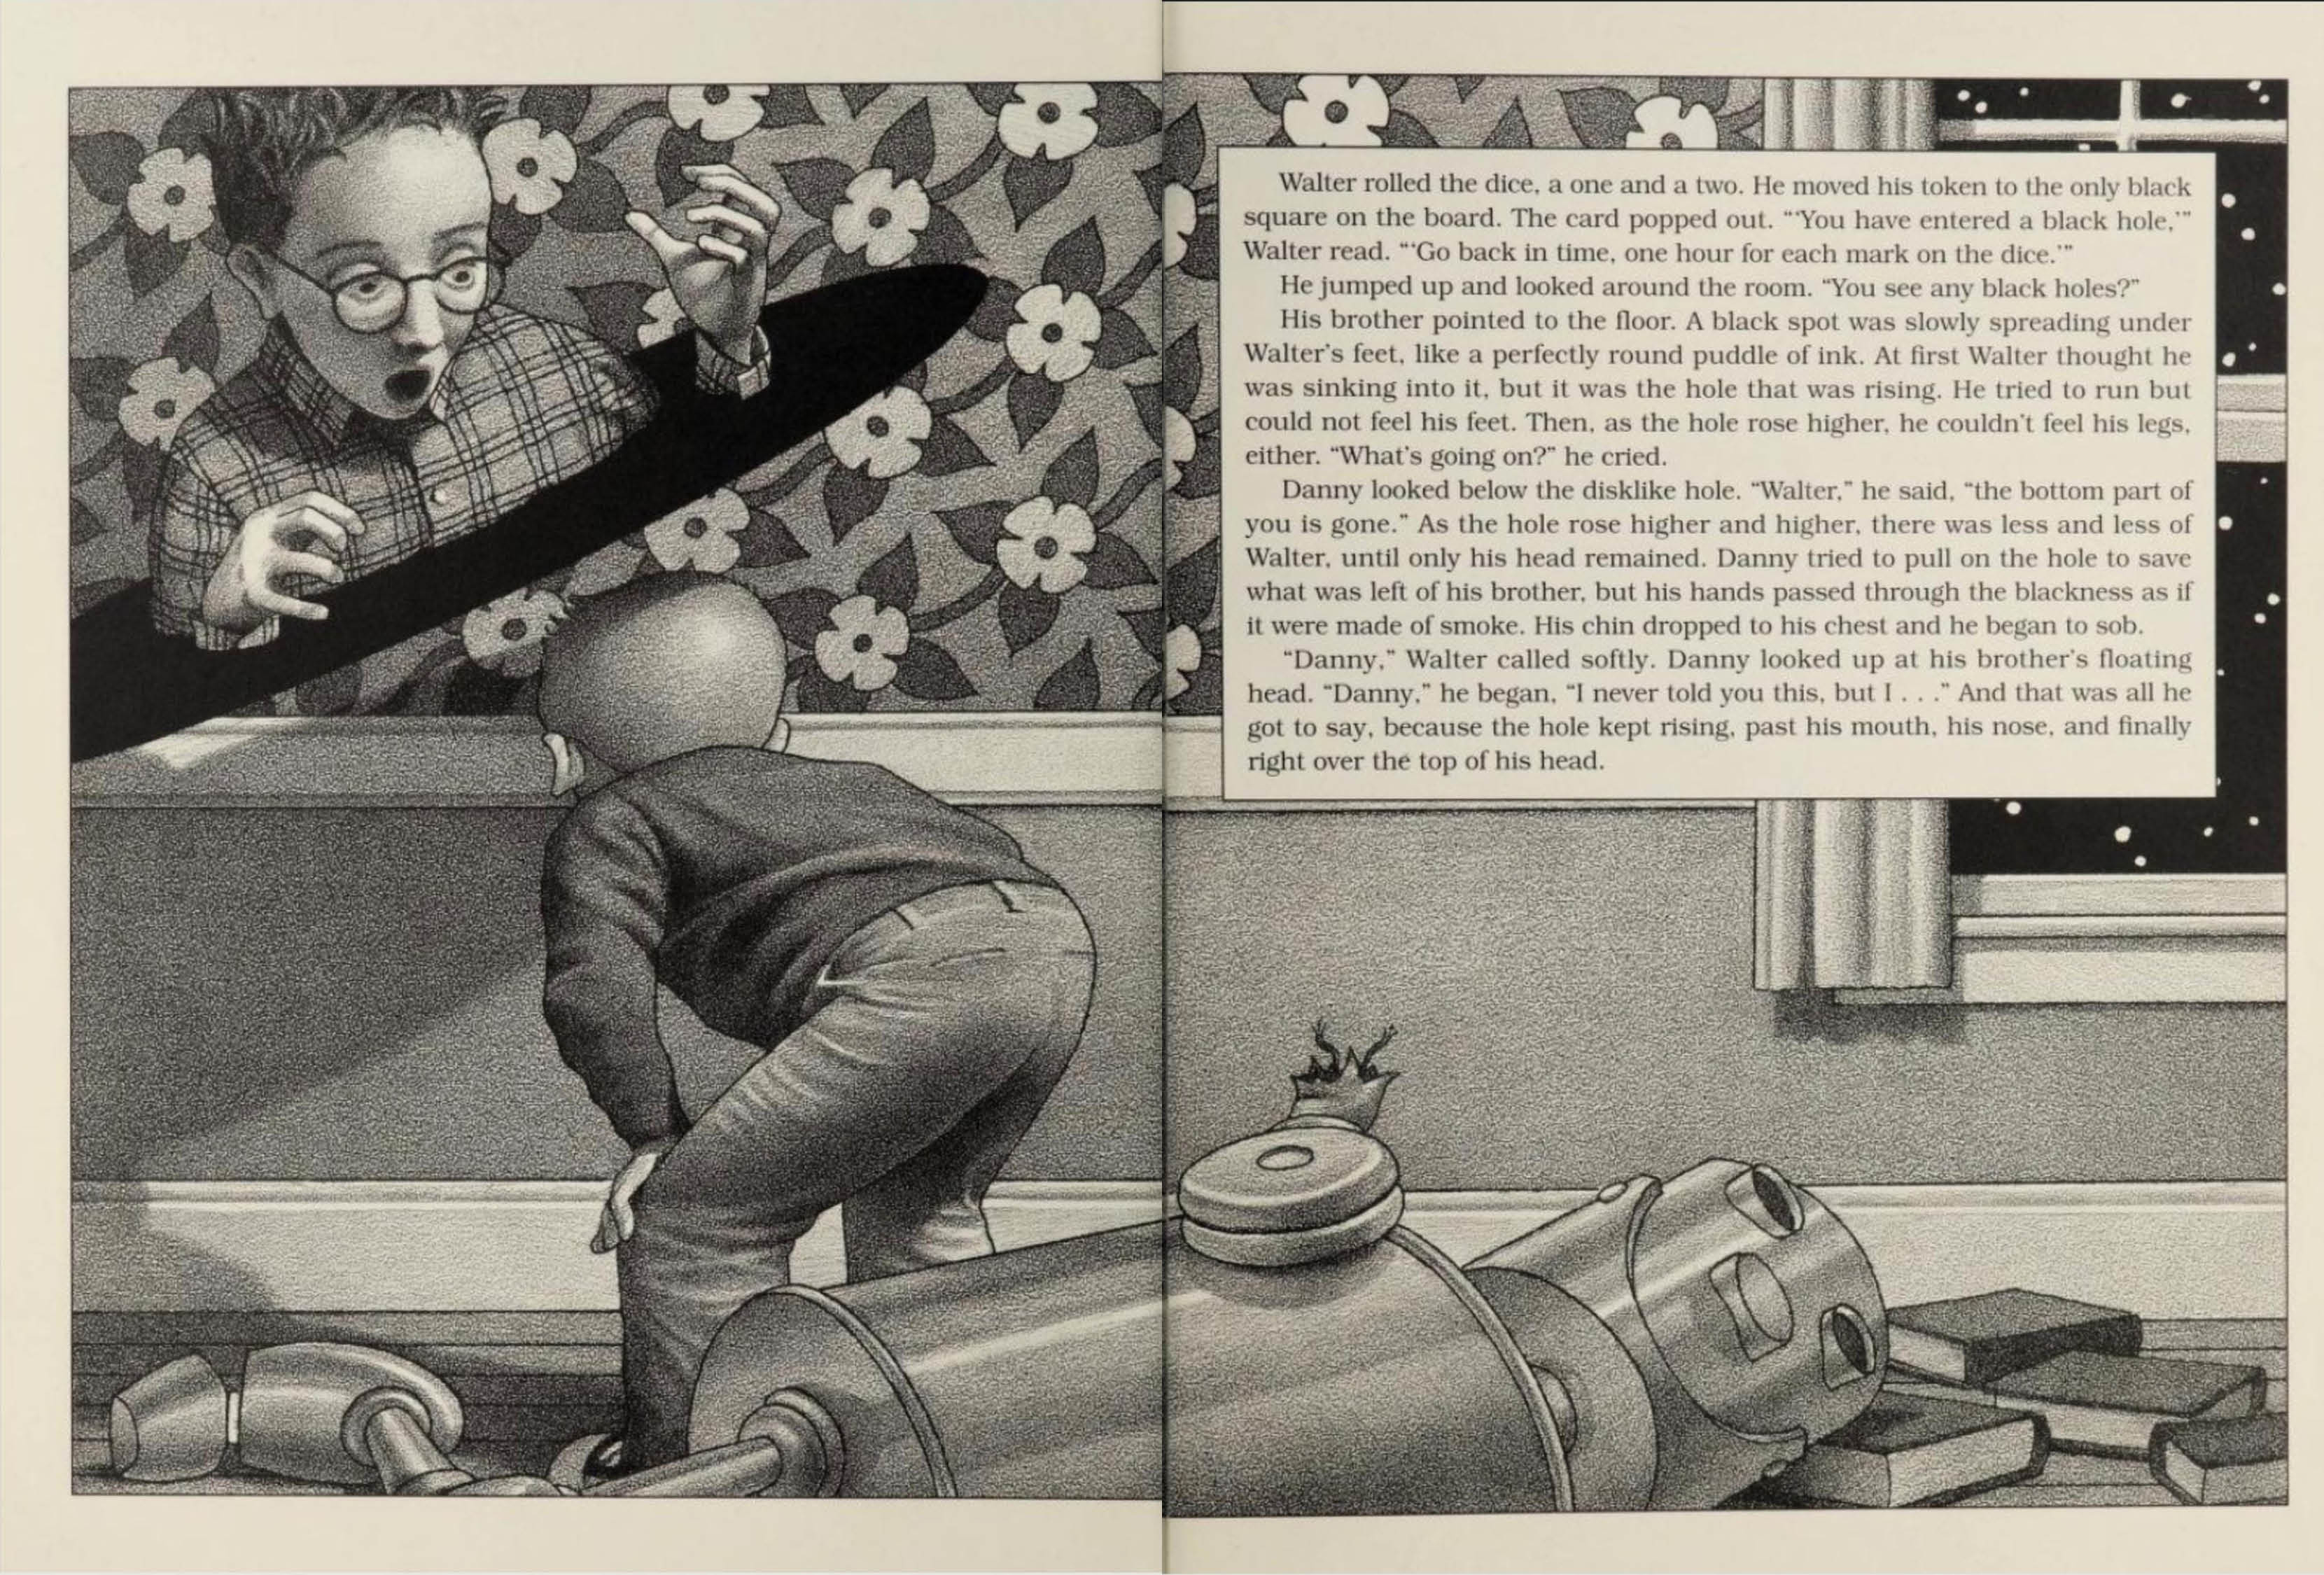 Walter rolled the dice, a one and a two. He moved his token to the only black
square on the board. The card popped out. “‘You have entered a black hole,’”
Walter read. “‘Go back in time, one hour for each mark on the dice.’”
He jumped up and looked around the room. “You see any black holes?”
His brother pointed to the floor. A black spot was slowly spreading under
Walter’s feet, like a perfectly round puddle of ink. At first Walter thought he
was sinking into it, but it was the hole that was rising. He tried to run but
could not feel his feet. Then, as the hole rose higher, he couldn’t feel his legs,
either. “What’s going on?” he cried.
Danny looked below the disklike hole. “Walter,” he said, “the bottom part of
you is gone.” As the hole rose higher and higher, there was less and less of
Walter, until only his head remained. Danny tried to pull on the hole to save
what was left of his brother, but his hands passed through the blackness as if
it were made of smoke. His chin dropped to his chest and he began to sob.
“Danny,” Walter called softly. Danny looked up at his brother’s floating
head. “Danny,” he began, “I never told you this, but I . . .” And that was all he
got to say, because the hole kept rising, past his mouth, his nose, and finally
right over the top of his head.